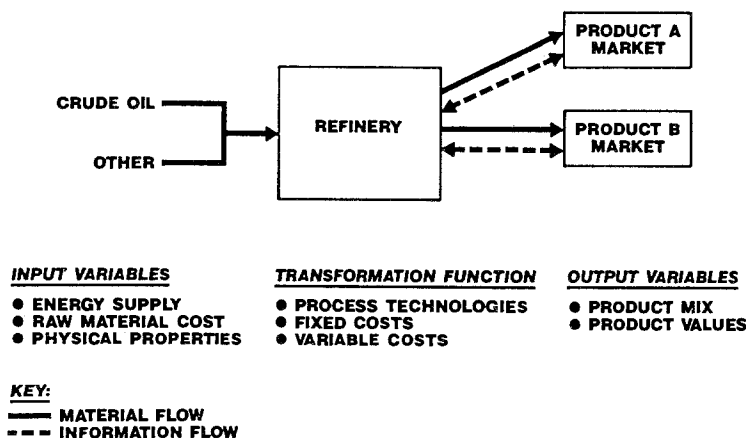 PRODUCT A
MARKET
CRUDE OIL
REFINERY
OTHER
PRODUCT B
MARKET
INPUT VARIABLES
● ENERGY SUPPLY
● RAW MATERIAL COST
● PHYSICAL PROPERTIES
TRANSFORMATION FUNCTION
● PROCESS TECHNOLOGIES
● FIXED COSTS
● VARIABLE COSTS
OUTPUT VARIABLES
● PRODUCT MIX
● PRODUCT VALUES
KEY:
MATERIAL FLOW
INFORMATION FLOW